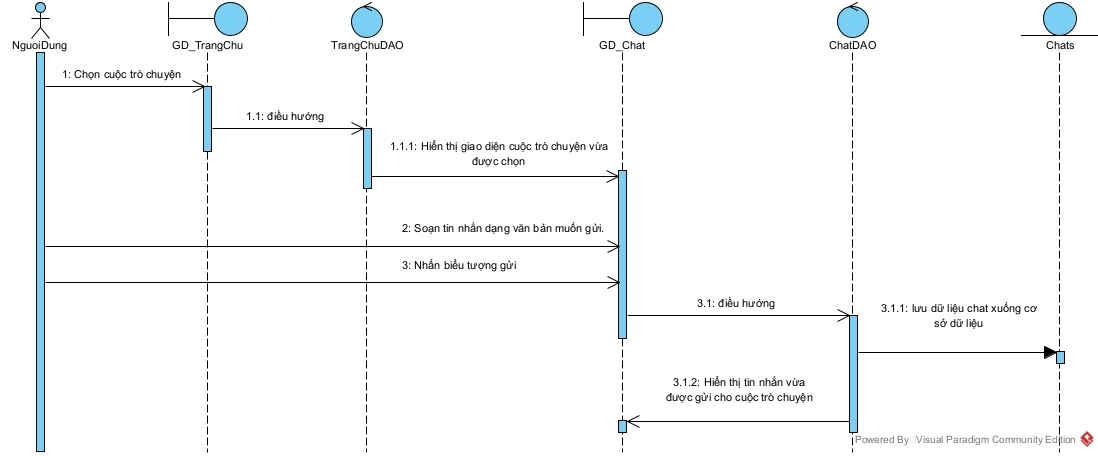 NguoiDung
GD_TrangChu
TrangChuDAO
GD_Chat
ChatDAO
Chats
1: Chọn cuộc trò chuyện
1.1: điều hướng
1.1.1: Hiển thị giao diện cuộc trò chuyện vừa
được chọn
2: Soạn tin nhắn dạng văn bản muốn gửi.
3: Nhấn biểu tượng gửi
3.1: điều hướng
3.1.1: lưu dữ liệu chat xuống cơ
sở dữ liệu
3.1.2: Hiển thị tin nhắn vừa
được gửi cho cuộc trò chuyện
Powered By Visual Paradigm Community Edition